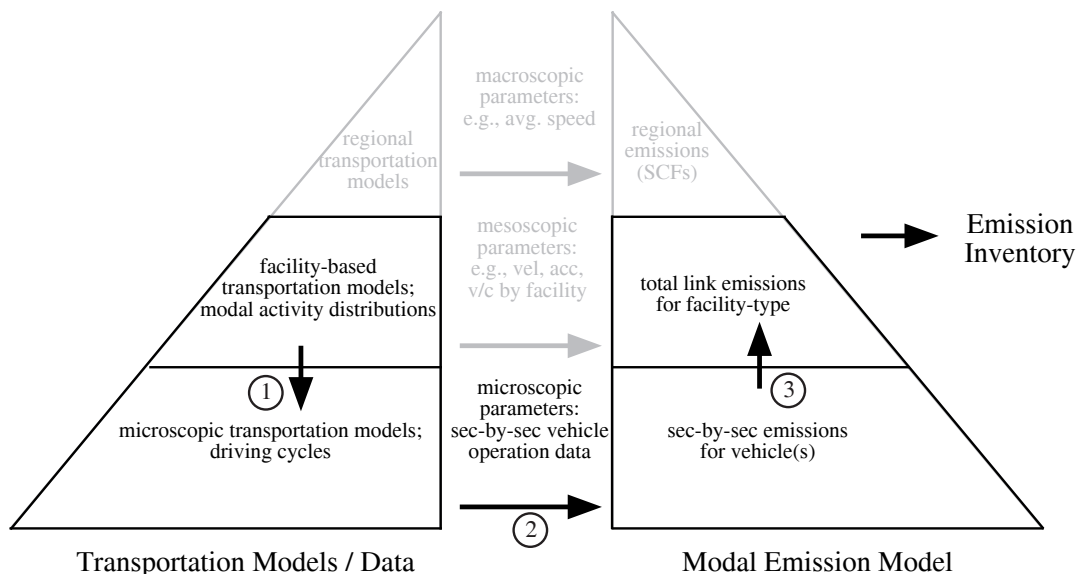 macroscopic
parameters:
e.g., avg. speed
regional
transportation
models
regional
emissions
(SCFs)
mesoscopic
parameters:
e.g., vel, acc,
v/c by facility
Emission
Inventory
facility-based
transportation models;
modal activity distributions
total link emissions
for facility-type
1
3
microscopic
parameters:
sec-by-sec vehicle
operation data
microscopic transportation models;
driving cycles
sec-by-sec emissions
for vehicle(s)
2
Transportation Models / Data
Modal Emission Model